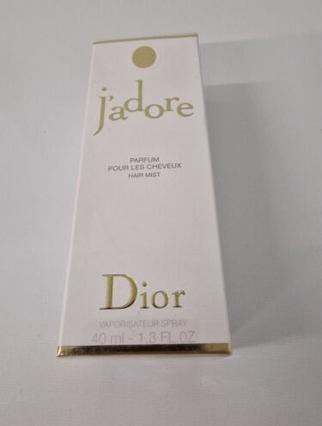 j'adore
PARFUM
POUR LES CHEVEUX
HAIR MIST
Dior
VAPORISATEUR SPRAY
40 ml - 1.3 FL. OZ